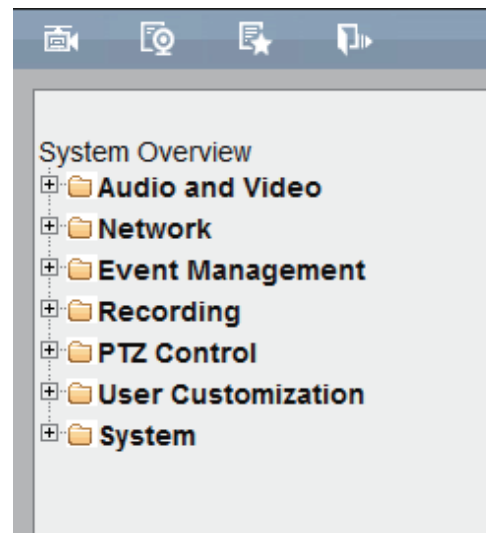 System Overview
Audio and Video
Network
Event Management
Recording
PTZ Control
User Customization
System